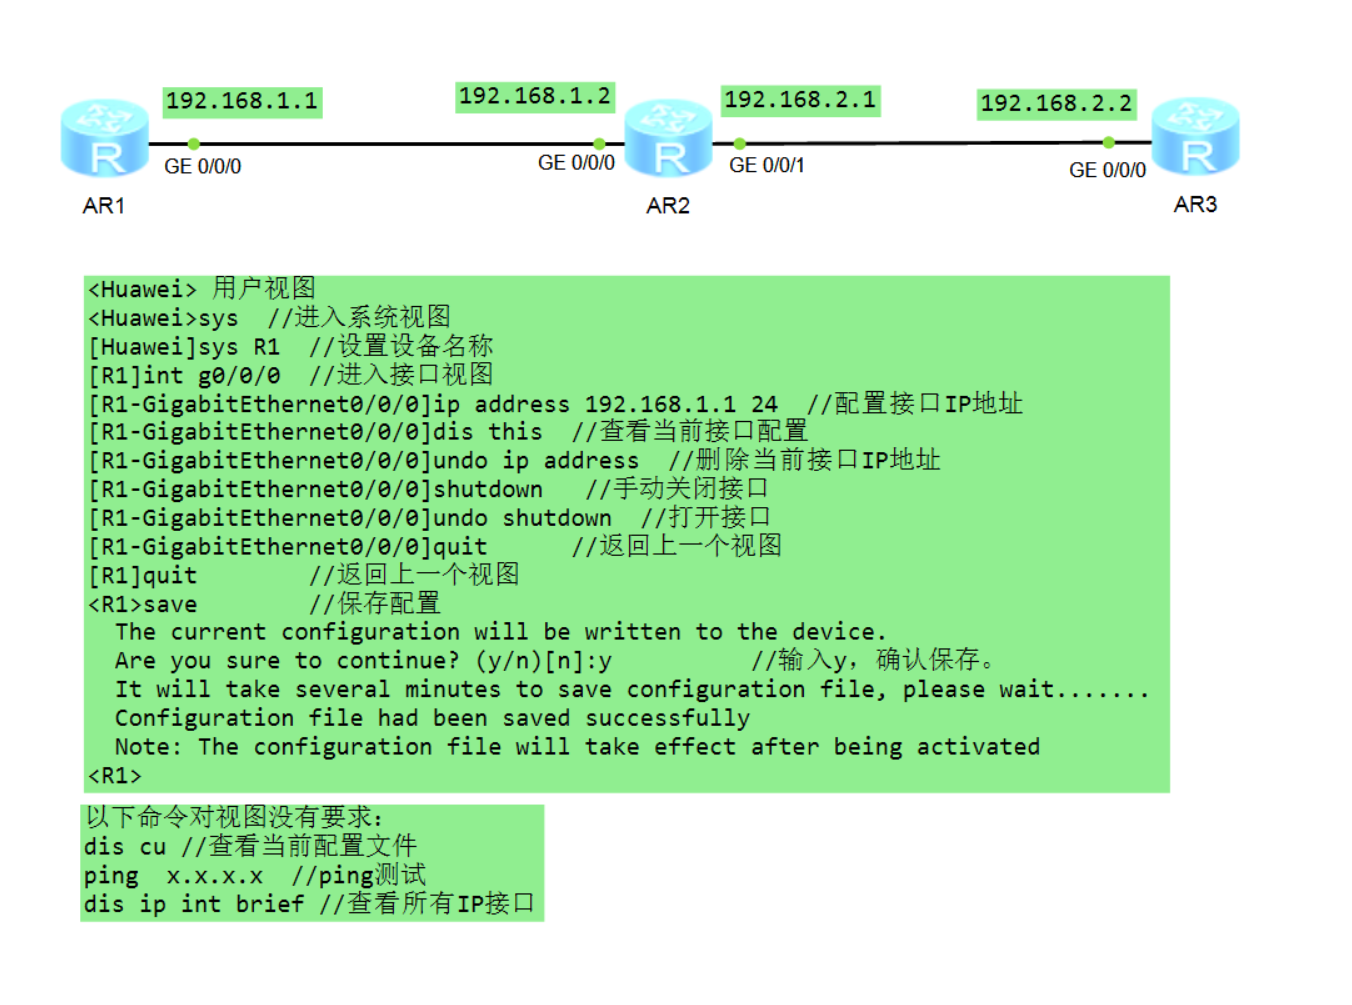 192.168.1.1
192.168.1.2
192.168.2.1
192.168.2.2
R
R
R
GE 0/0/0
GE 0/0/0
GE 0/0/1
GE 0/0/0
AR1
AR2
AR3
<Huawei> 用户视图
<Huawei>sys  //进入系统视图
[Huawei]sys R1  //设置设备名称
[R1]int g0/0/0  //进入接口视图
[R1-GigabitEthernet0/0/0]ip address 192.168.1.1 24  //配置接口IP地址
[R1-GigabitEthernet0/0/0]dis this  //查看当前接口配置
[R1-GigabitEthernet0/0/0]undo ip address  //删除当前接口IP地址
[R1-GigabitEthernet0/0/0]shutdown   //手动关闭接口
[R1-GigabitEthernet0/0/0]undo shutdown  //打开接口
[R1-GigabitEthernet0/0/0]quit      //返回上一个视图
[R1]quit        //返回上一个视图
<R1>save        //保存配置
  The current configuration will be written to the device.
  Are you sure to continue? (y/n)[n]:y          //输入y，确认保存。
  It will take several minutes to save configuration file, please wait.......
  Configuration file had been saved successfully
  Note: The configuration file will take effect after being activated
<R1>
以下命令对视图没有要求：
dis cu //查看当前配置文件
ping  x.x.x.x  //ping测试
dis ip int brief //查看所有IP接口